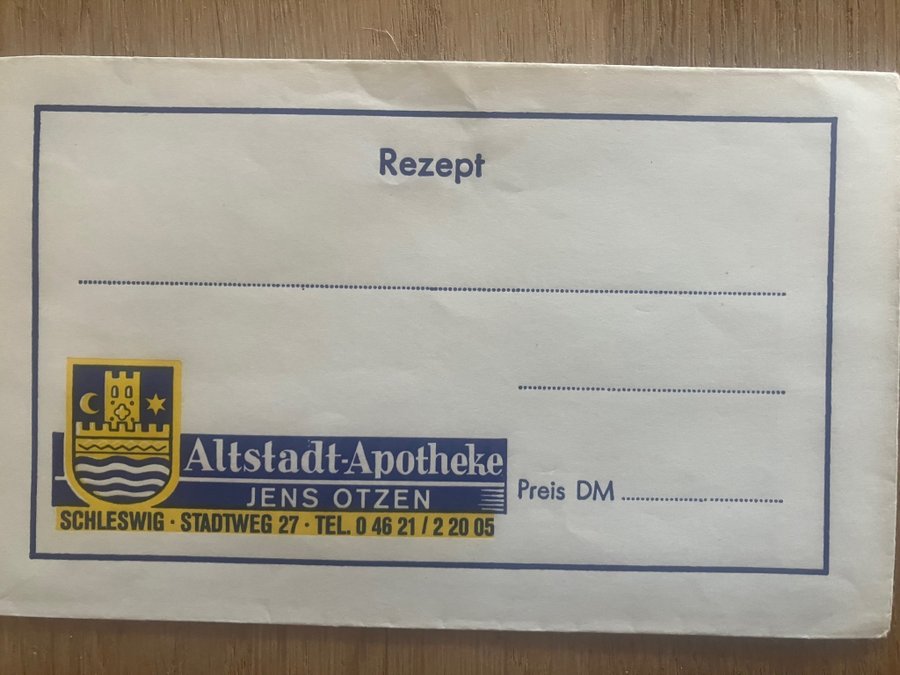 Rezept
Altstadt-Apotheke
JENS OTZEN
SCHLESWIG · STADTWEG 27 · TEL. 0 46 21 / 2 20 05
Preis DM